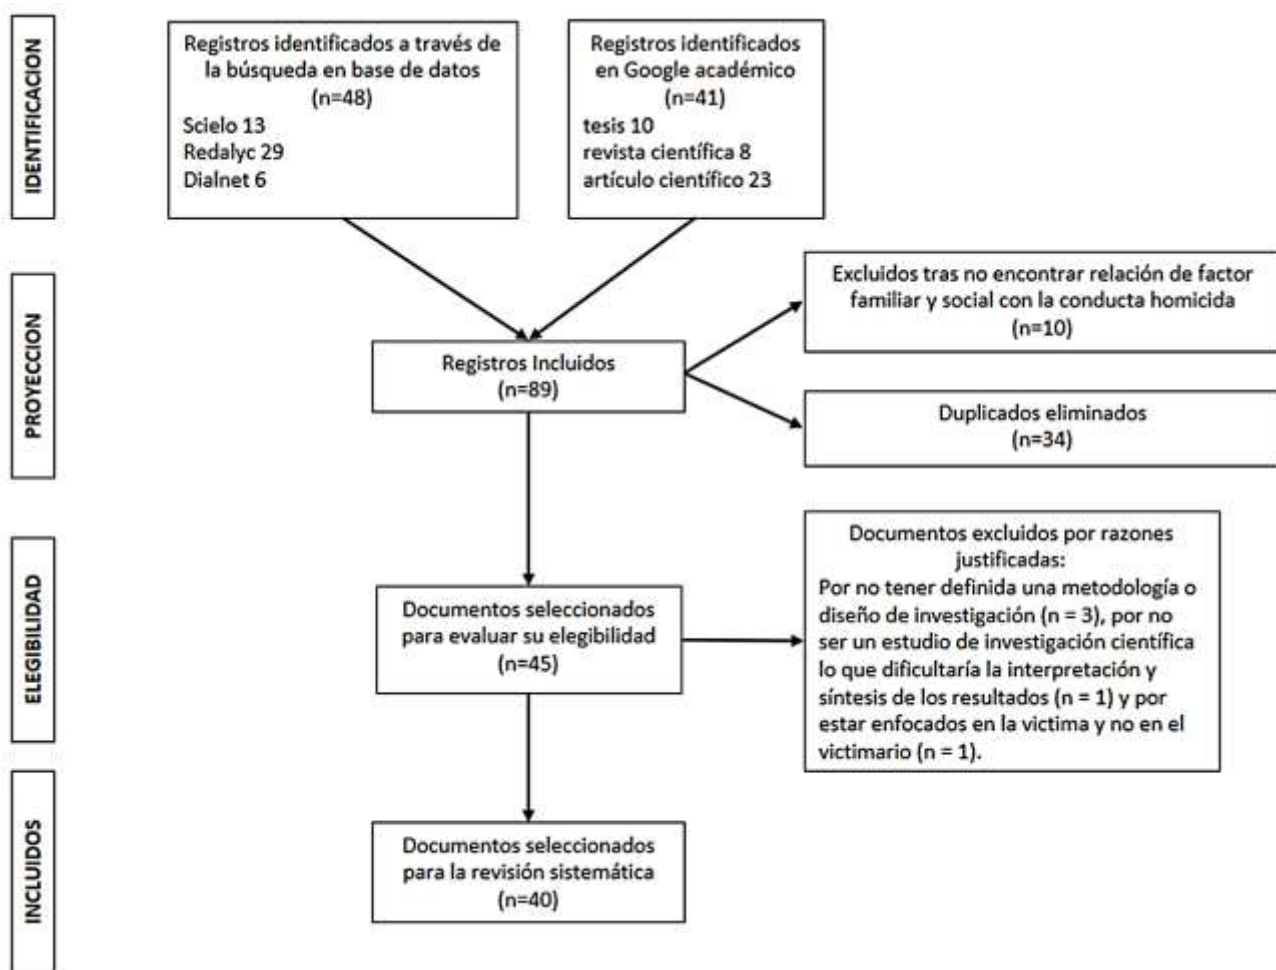 IDENTIFICACION
Registros identificados a través de
la búsqueda en base de datos
(n=48)
Scielo 13
Redalyc 29
Dialnet 6
Registros identificados
en Google académico
(n=41)
tesis 10
revista científica 8
artículo científico 23
PROYECCION
Registros Incluidos
(n=89)
Excluidos tras no encontrar relación de factor
familiar y social con la conducta homicida
(n=10)
Duplicados eliminados
(n=34)
ELEGIBILIDAD
Documentos seleccionados
para evaluar su elegibilidad
(n=45)
Documentos excluidos por razones
justificadas:
Por no tener definida una metodología o
diseño de investigación (n = 3), por no
ser un estudio de investigación científica
lo que dificultaría la interpretación y
síntesis de los resultados (n = 1) y por
estar enfocados en la victima y no en el
victimario (n = 1).
INCLUIDOS
Documentos seleccionados
para la revisión sistemática
(n=40)